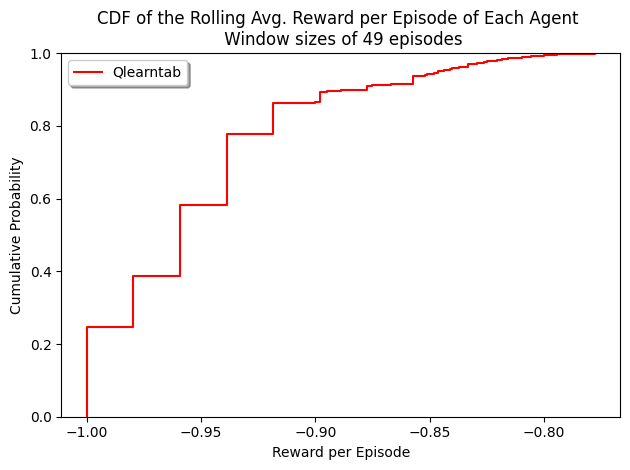 CDF of the Rolling Avg. Reward per Episode of Each Agent
Window sizes of 49 episodes
Qlearntab
Cumulative Probability
1.0
0.8
0.6
0.4
0.2
0.0
−1.00
−0.95
−0.90
−0.85
−0.80
Reward per Episode